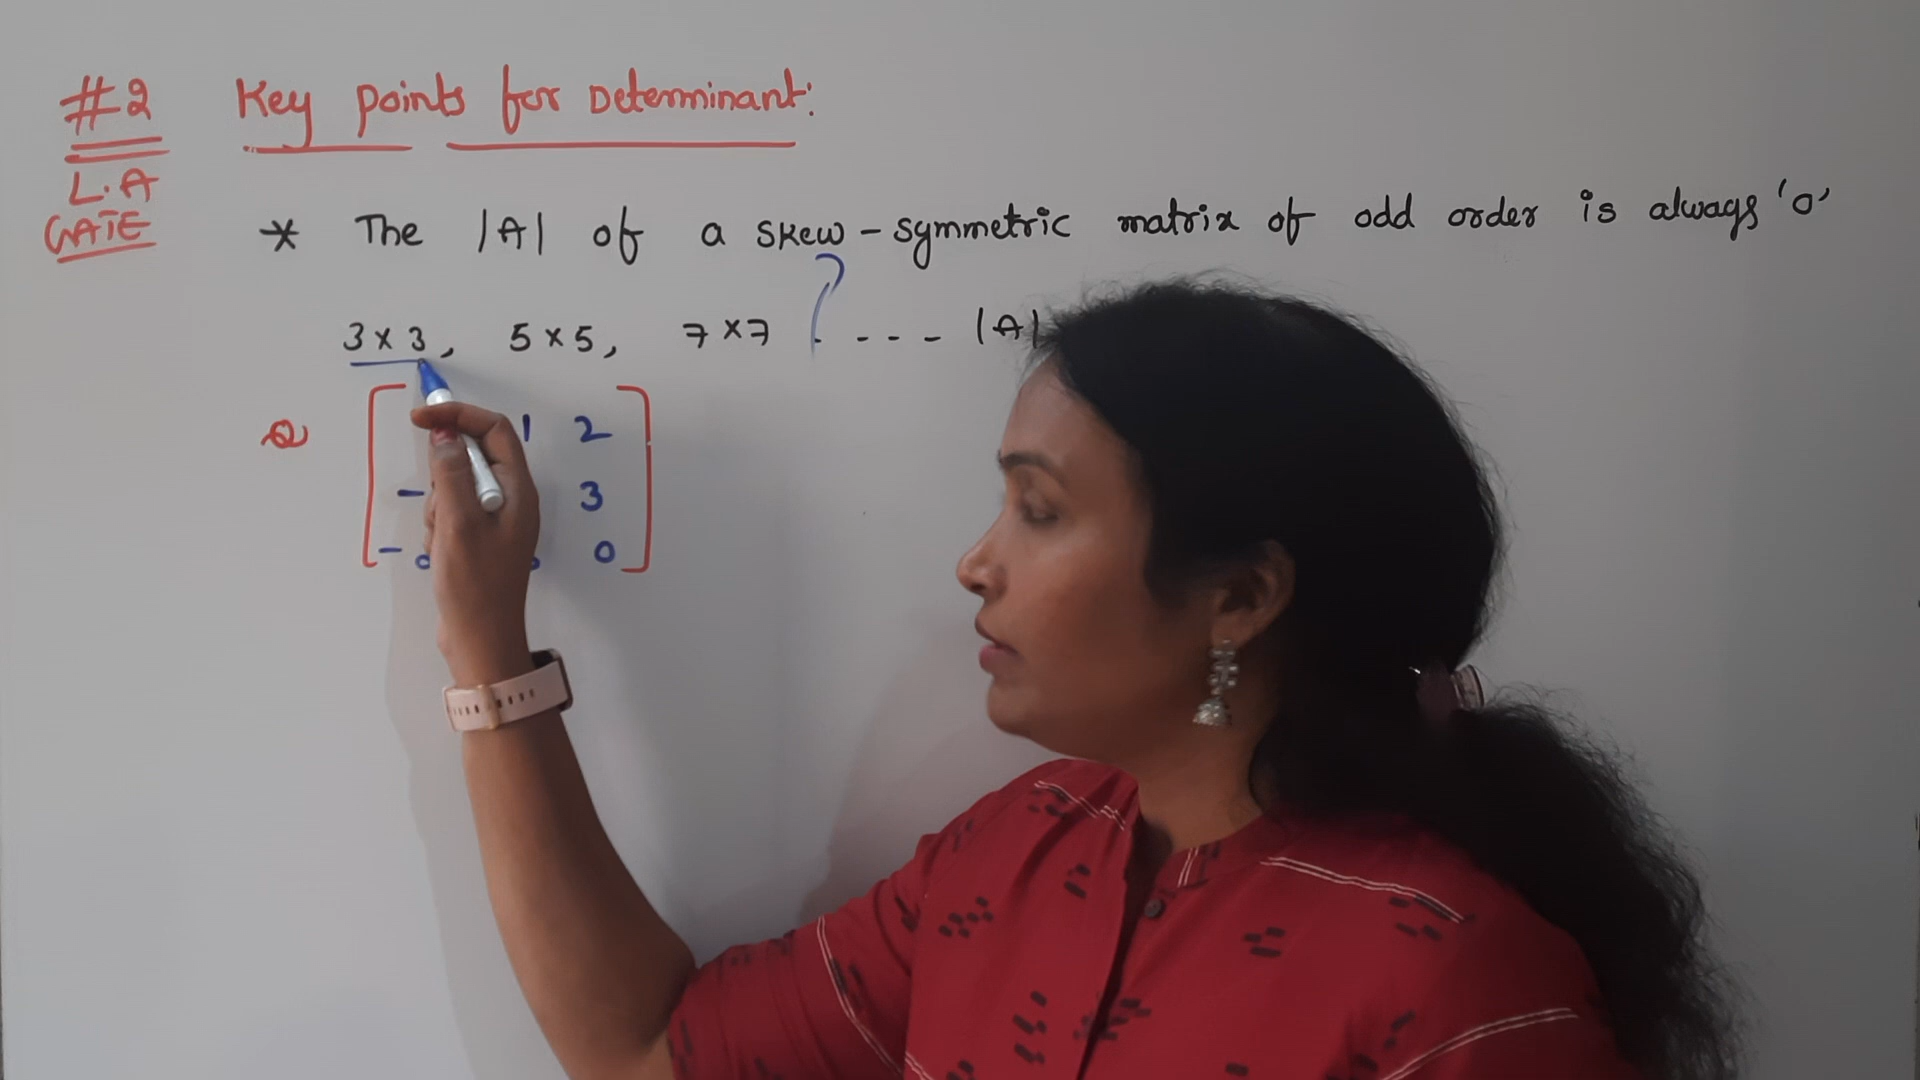 #2 Key points for Determinant:
L.A
GATE
* The |A| of a skew-symmetric matrix of odd order is always '0'
3×3, 5×5, 7×7 . - - - |A|
Q
1 2
- 3
- 0